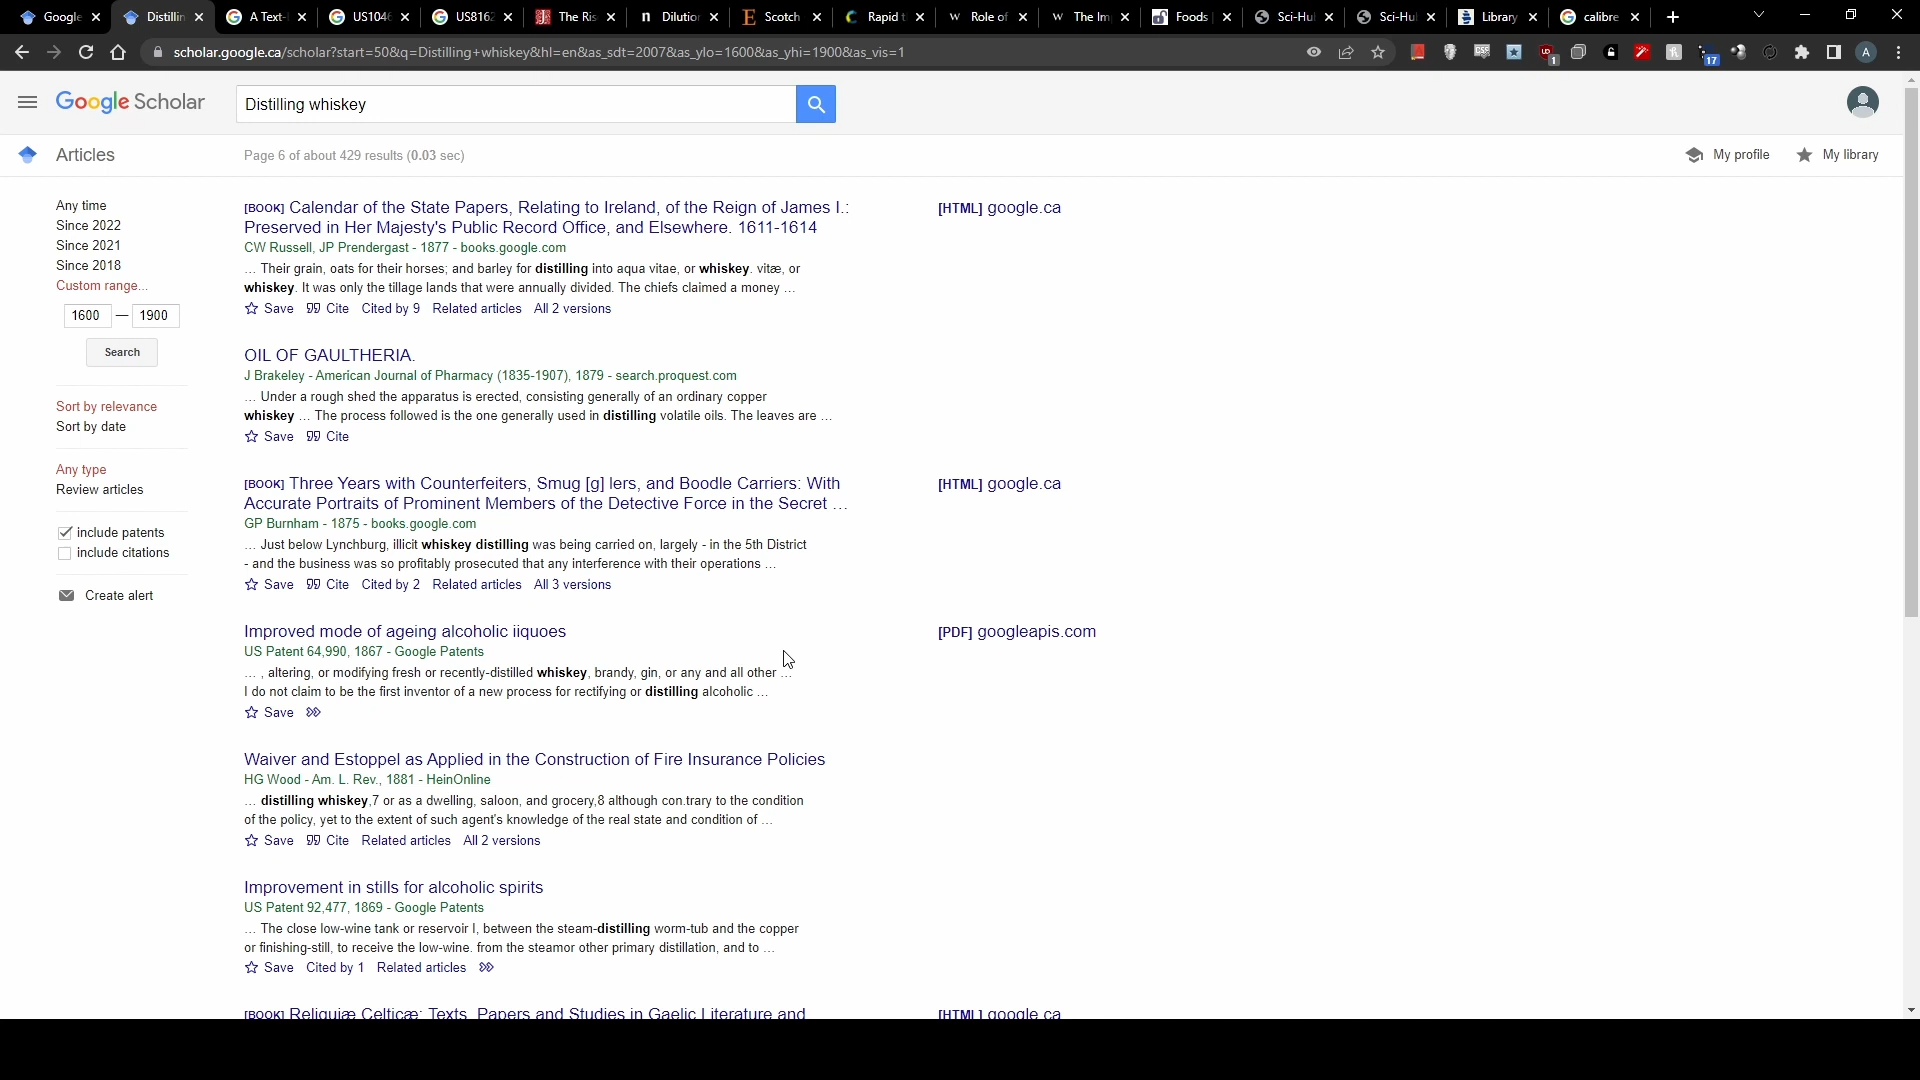 Google
Distillin
A Text-
US1046
US8162
The Ris
Dilution
Scotch
Rapid
Role of
The Im
Foods
Sci-Hu
Sci-Hu
Library
calibre
scholar.google.ca/scholar?start=50&q=Distilling+whiskey&hl=en&as_sdt=2007&as_ylo=1600&as_yhi=1900&as_vis=1
1
17
A
Google Scholar
Distilling whiskey
Articles
Page 6 of about 429 results (0.03 sec)
My profile
My library
Any time
Since 2022
Since 2021
Since 2018
Custom range...
1600 — 1900
Search
Sort by relevance
Sort by date
Any type
Review articles
include patents
include citations
Create alert
[BOOK] Calendar of the State Papers, Relating to Ireland, of the Reign of James I.:
Preserved in Her Majesty's Public Record Office, and Elsewhere. 1611-1614
CW Russell, JP Prendergast - 1877 - books.google.com
... Their grain, oats for their horses; and barley for distilling into aqua vitae, or whiskey. vitæ, or
whiskey. It was only the tillage lands that were annually divided. The chiefs claimed a money ...
Save Cite Cited by 9 Related articles All 2 versions
[HTML] google.ca
OIL OF GAULTHERIA.
J Brakeley - American Journal of Pharmacy (1835-1907), 1879 - search.proquest.com
... Under a rough shed the apparatus is erected, consisting generally of an ordinary copper
whiskey ... The process followed is the one generally used in distilling volatile oils. The leaves are ...
Save Cite
[BOOK] Three Years with Counterfeiters, Smug [g] lers, and Boodle Carriers: With
Accurate Portraits of Prominent Members of the Detective Force in the Secret ...
GP Burnham - 1875 - books.google.com
... Just below Lynchburg, illicit whiskey distilling was being carried on, largely - in the 5th District
- and the business was so profitably prosecuted that any interference with their operations ...
Save Cite Cited by 2 Related articles All 3 versions
[HTML] google.ca
Improved mode of ageing alcoholic iiquoes
US Patent 64,990, 1867 - Google Patents
... , altering, or modifying fresh or recently-distilled whiskey, brandy, gin, or any and all other ...
I do not claim to be the first inventor of a new process for rectifying or distilling alcoholic ...
Save
[PDF] googleapis.com
Waiver and Estoppel as Applied in the Construction of Fire Insurance Policies
HG Wood - Am. L. Rev., 1881 - HeinOnline
... distilling whiskey,7 or as a dwelling, saloon, and grocery,8 although con.trary to the condition
of the policy, yet to the extent of such agent's knowledge of the real state and condition of ...
Save Cite Related articles All 2 versions
Improvement in stills for alcoholic spirits
US Patent 92,477, 1869 - Google Patents
... The close low-wine tank or reservoir I, between the steam-distilling worm-tub and the copper
or finishing-still, to receive the low-wine. from the steamor other primary distillation, and to ...
Save Cited by 1 Related articles
[BOOK] Reliquiæ Celticæ: Texts, Papers and Studies in Gaelic Literature and
[HTML] google.ca